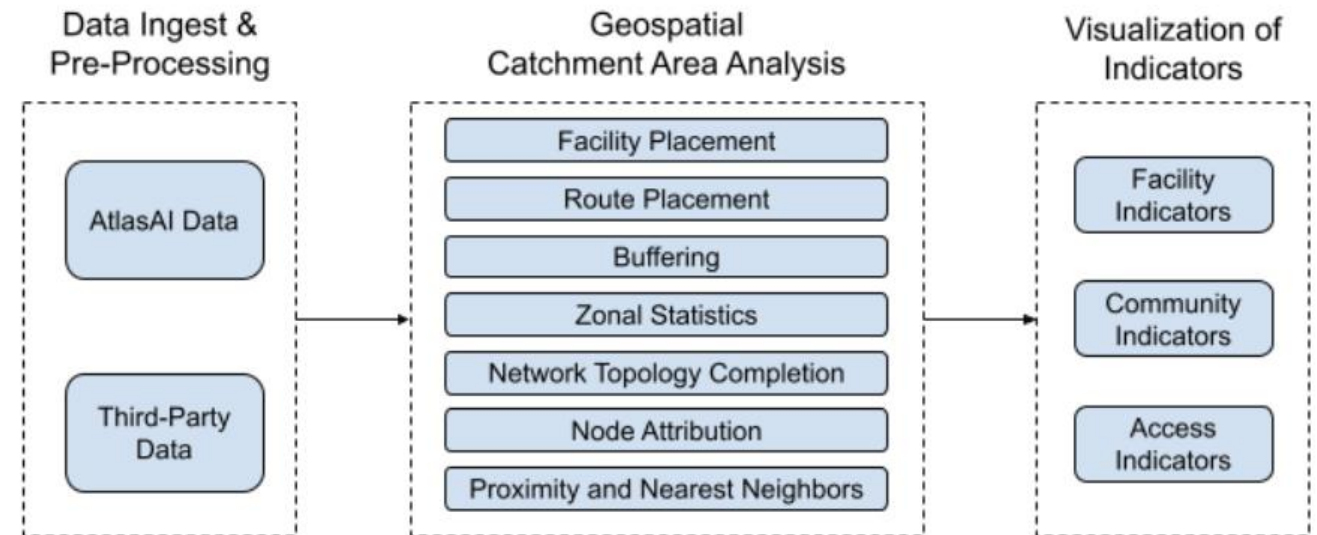 Data Ingest &
Pre-Processing
AtlasAI Data
Third-Party
Data
Geospatial
Catchment Area Analysis
Facility Placement
Route Placement
Buffering
Zonal Statistics
Network Topology Completion
Node Attribution
Proximity and Nearest Neighbors
Visualization of
Indicators
Facility
Indicators
Community
Indicators
Access
Indicators